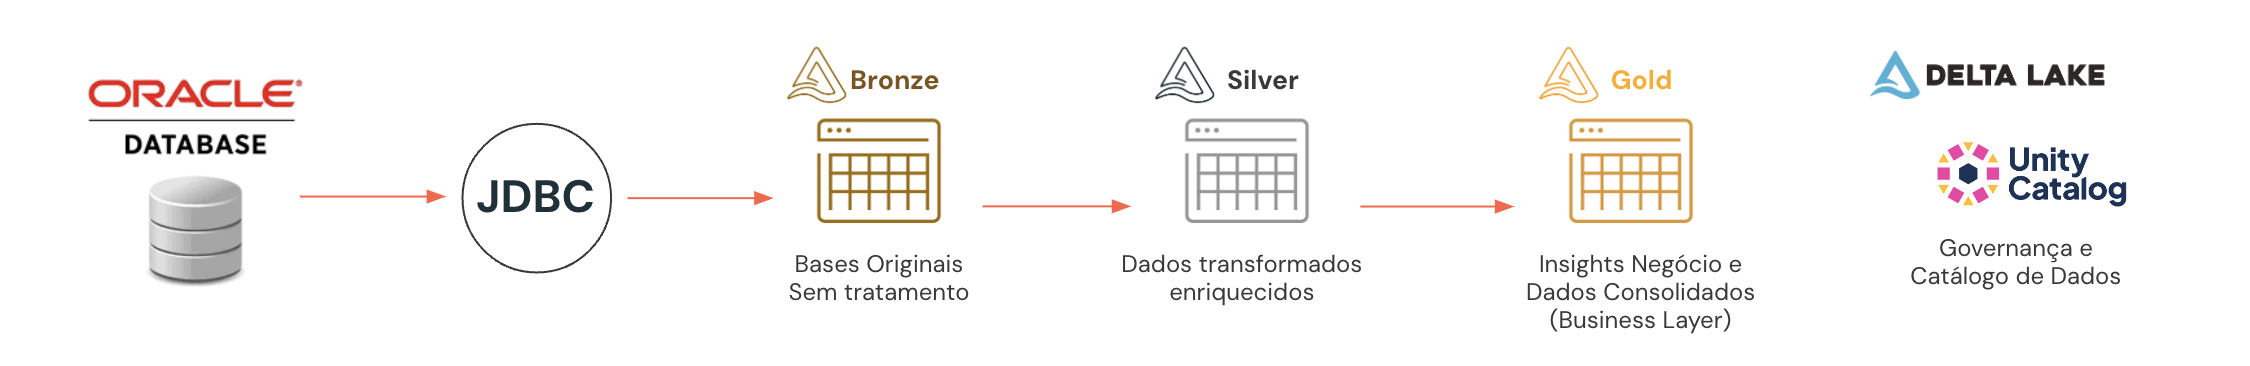 ORACLE®
DATABASE
JDBC
Bronze
Bases Originais
Sem tratamento
Silver
Dados transformados
enriquecidos
Gold
Insights Negócio e
Dados Consolidados
(Business Layer)
DELTA LAKE
Unity
Catalog
Governança e
Catálogo de Dados